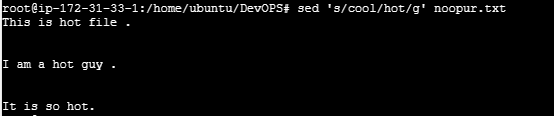 root@ip-172-31-33-1:/home/ubuntu/DevOPS# sed 's/cool/hot/g' noopur.txt
This is hot file .
I am a hot guy .
It is so hot.